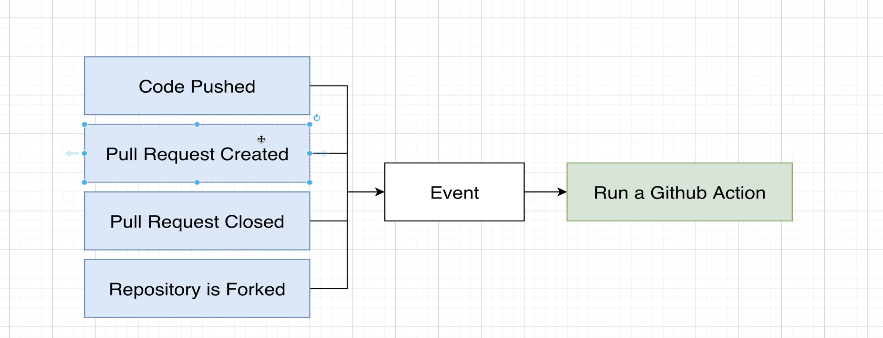 Code Pushed
Pull Request Created
Pull Request Closed
Repository is Forked
Event
Run a Github Action